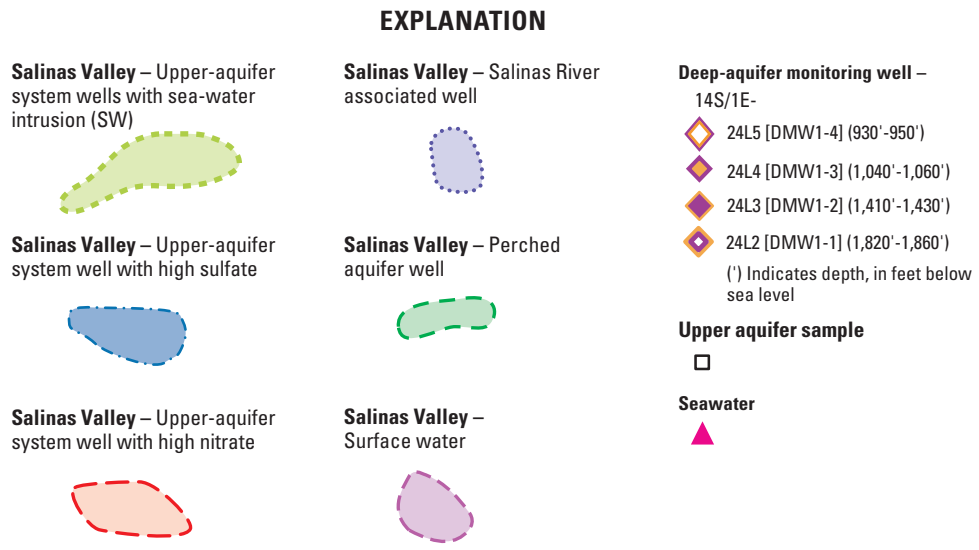 EXPLANATION
Salinas Valley – Upper-aquifer
system wells with sea-water
intrusion (SW)
Salinas Valley – Upper-aquifer
system well with high sulfate
Salinas Valley – Upper-aquifer
system well with high nitrate
Salinas Valley – Salinas River
associated well
Salinas Valley – Perched
aquifer well
Salinas Valley –
Surface water
Deep-aquifer monitoring well –
14S/1E-
24L5 [DMW1-4] (930'-950')
24L4 [DMW1-3] (1,040'-1,060')
24L3 [DMW1-2] (1,410'-1,430')
24L2 [DMW1-1] (1,820'-1,860')
(') Indicates depth, in feet below
sea level
Upper aquifer sample
Seawater